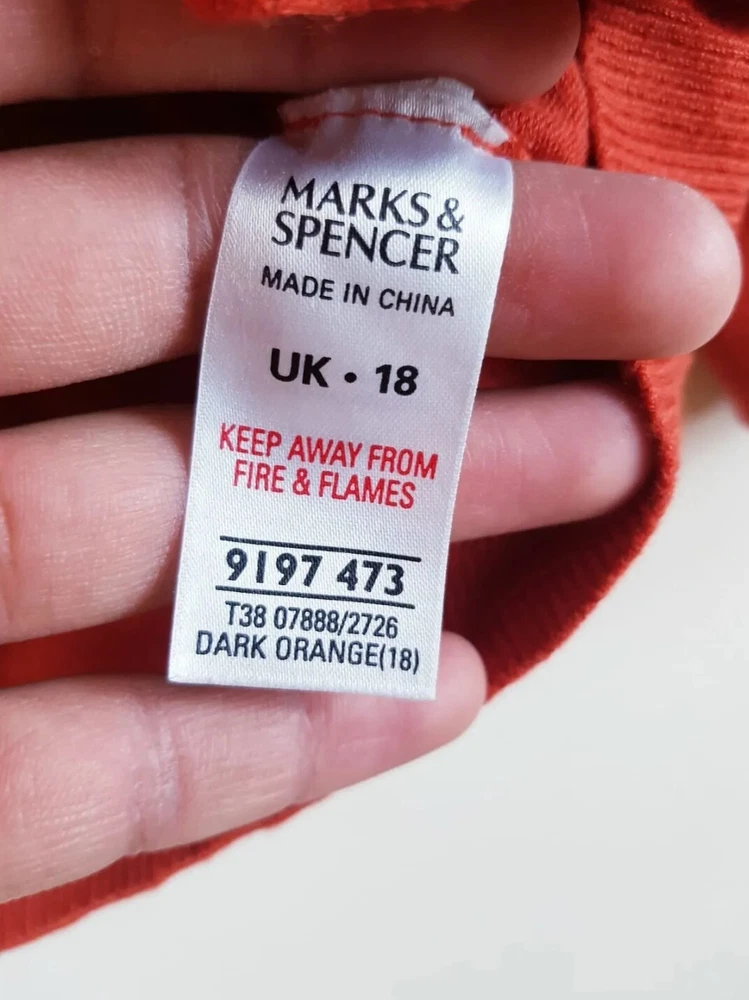 MARKS &
SPENCER
MADE IN CHINA
UK • 18
KEEP AWAY FROM
FIRE & FLAMES
9197 473
T38 07888/2726
DARK ORANGE(18)